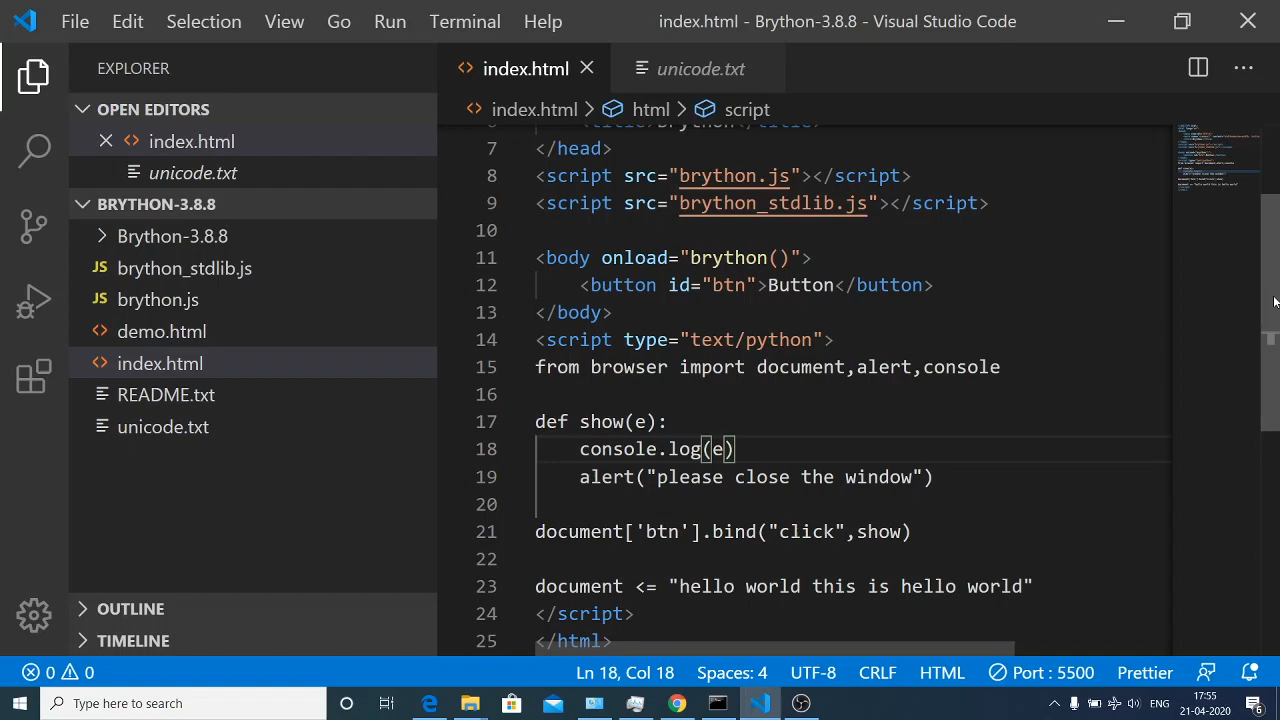 File Edit Selection View Go Run Terminal Help index.html - Brython-3.8.8 - Visual Studio Code
EXPLORER
OPEN EDITORS
index.html
unicode.txt
BRYTHON-3.8.8
Brython-3.8.8
JS brython_stdlib.js
JS brython.js
demo.html
index.html
README.txt
unicode.txt
OUTLINE
TIMELINE
index.html unicode.txt
index.html > html > script
6 <title>Brython</title>
7 </head>
8 <script src="brython.js"></script>
9 <script src="brython_stdlib.js"></script>
10
11 <body onload="brython()">
12 <button id="btn">Button</button>
13 </body>
14 <script type="text/python">
15 from browser import document,alert,console
16
17 def show(e):
18 console.log(e)
19 alert("please close the window")
20
21 document['btn'].bind("click",show)
22
23 document <= "hello world this is hello world"
24 </script>
25 </html>
0 0 Ln 18, Col 18 Spaces: 4 UTF-8 CRLF HTML Port : 5500 Prettier
Type here to search
17:55
21-04-2020
6